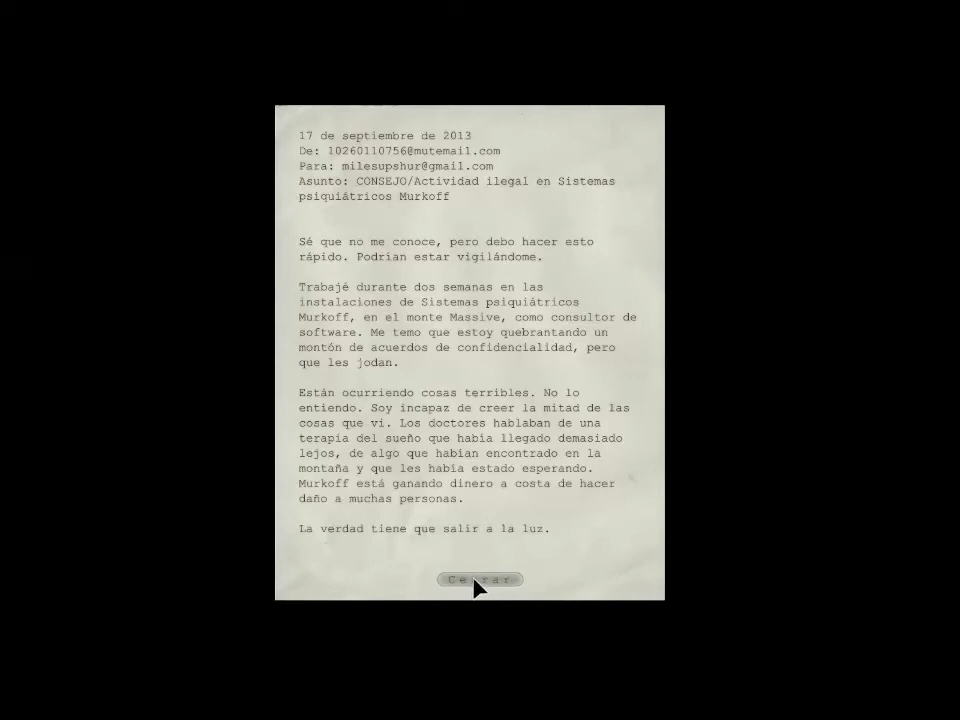 17 de septiembre de 2013
De: 10260110756@mutemail.com
Para: milesupshur@gmail.com
Asunto: CONSEJO/Actividad ilegal en Sistemas
psiquiátricos Murkoff
Sé que no me conoce, pero debo hacer esto
rápido. Podrían estar vigilándome.
Trabajé durante dos semanas en las
instalaciones de Sistemas psiquiátricos
Murkoff, en el monte Massive, como consultor de
software. Me temo que estoy quebrantando un
montón de acuerdos de confidencialidad, pero
que les jodan.
Están ocurriendo cosas terribles. No lo
entiendo. Soy incapaz de creer la mitad de las
cosas que vi. Los doctores hablaban de una
terapia del sueño que había llegado demasiado
lejos, de algo que habían encontrado en la
montaña y que les había estado esperando.
Murkoff está ganando dinero a costa de hacer
daño a muchas personas.
La verdad tiene que salir a la luz.
Cerrar